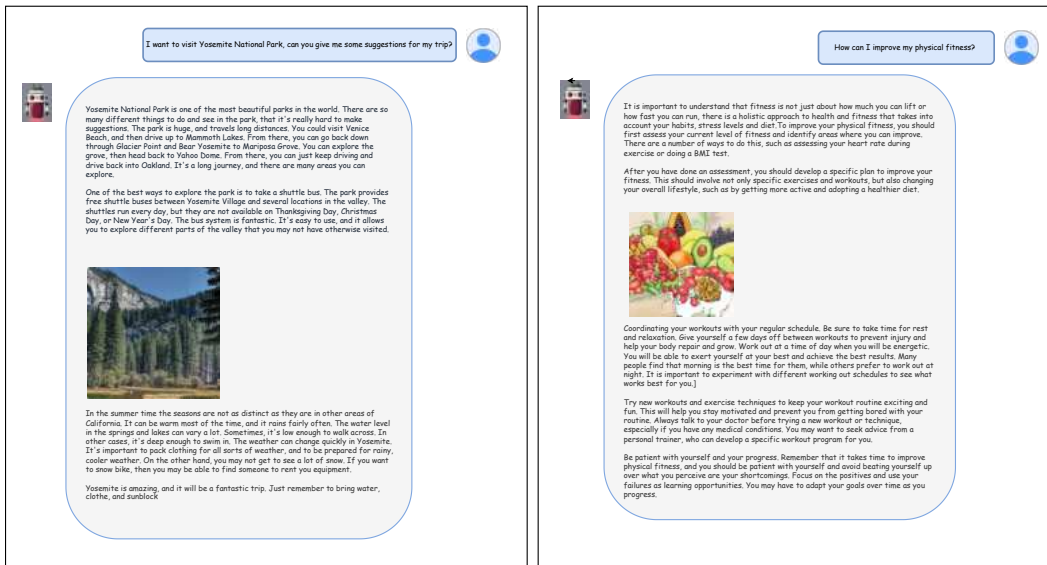 I want to visit Yosemite National Park, can you give me some suggestions for my trip?
Yosemite National Park is one of the most beautiful parks in the world. There are so
many different things to do and see in the park, that it's really hard to make
suggestions. The park is huge, and travels long distances. You could visit Venice
Beach, and then drive up to Mammoth Lakes. From there, you can go back down
through Glacier Point and Bear Yosemite to Mariposa Grove. You can explore the
grove, then head back to Yahoo Dome. From there, you can just keep driving and
drive back into Oakland. It's a long journey, and there are many areas you can
explore.
One of the best ways to explore the park is to take a shuttle bus. The park provides
free shuttle buses between Yosemite Village and several locations in the valley. The
shuttles run every day, but they are not available on Thanksgiving Day, Christmas
Day, or New Year's Day. The bus system is fantastic. It's easy to use, and it allows
you to explore different parts of the valley that you may not have otherwise visited.
In the summer time the seasons are not as distinct as they are in other areas of
California. It can be warm most of the time, and it rains fairly often. The water level
in the springs and lakes can vary a lot. Sometimes, it's low enough to walk across. In
other cases, it's deep enough to swim in. The weather can change quickly in Yosemite.
It's important to pack clothing for all sorts of weather, and to be prepared for rainy,
cooler weather. On the other hand, you may not get to see a lot of snow. If you want
to snow bike, then you may be able to find someone to rent you equipment.
Yosemite is amazing, and it will be a fantastic trip. Just remember to bring water,
clothe, and sunblock
How can I improve my physical fitness?
It is important to understand that fitness is not just about how much you can lift or
how fast you can run, there is a holistic approach to health and fitness that takes into
account your habits, stress levels and diet.To improve your physical fitness, you should
first assess your current level of fitness and identify areas where you can improve.
There are a number of ways to do this, such as assessing your heart rate during
exercise or doing a BMI test.
After you have done an assessment, you should develop a specific plan to improve your
fitness. This should involve not only specific exercises and workouts, but also changing
your overall lifestyle, such as by getting more active and adopting a healthier diet.
Coordinating your workouts with your regular schedule. Be sure to take time for rest
and relaxation. Give yourself a few days off between workouts to prevent injury and
help your body repair and grow. Work out at a time of day when you will be energetic.
You will be able to exert yourself at your best and achieve the best results. Many
people find that morning is the best time for them, while others prefer to work out at
night. It is important to experiment with different working out schedules to see what
works best for you.]
Try new workouts and exercise techniques to keep your workout routine exciting and
fun. This will help you stay motivated and prevent you from getting bored with your
routine. Always talk to your doctor before trying a new workout or technique,
especially if you have any medical conditions. You may want to seek advice from a
personal trainer, who can develop a specific workout program for you.
Be patient with yourself and your progress. Remember that it takes time to improve
physical fitness, and you should be patient with yourself and avoid beating yourself up
over what you perceive are your shortcomings. Focus on the positives and use your
failures as learning opportunities. You may have to adapt your goals over time as you
progress.